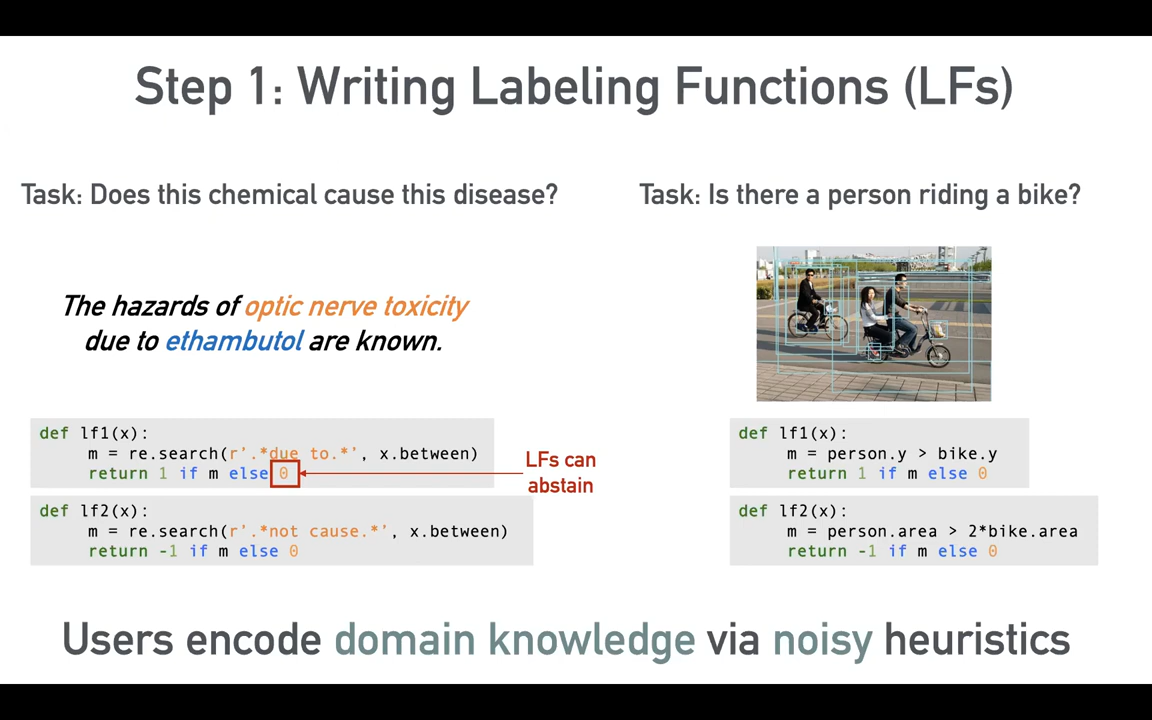 Step 1: Writing Labeling Functions (LFs)
Task: Does this chemical cause this disease?
The hazards of optic nerve toxicity
due to ethambutol are known.
def lf1(x):
    m = re.search(r'.*due to.*', x.between)
    return 1 if m else 0
LFs can
abstain
def lf2(x):
    m = re.search(r'.*not cause.*', x.between)
    return -1 if m else 0
Task: Is there a person riding a bike?
def lf1(x):
    m = person.y > bike.y
    return 1 if m else 0
def lf2(x):
    m = person.area > 2*bike.area
    return -1 if m else 0
Users encode domain knowledge via noisy heuristics